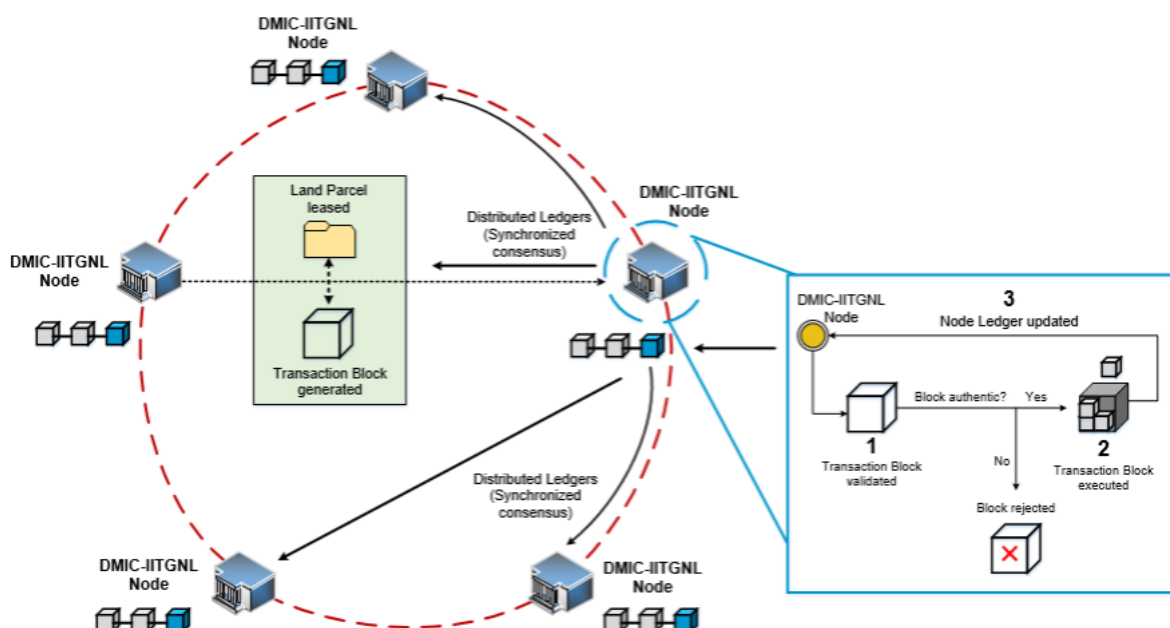 DMIC-IITGNL
Node
Land Parcel
leased
Transaction Block
generated
DMIC-IITGNL
Node
Distributed Ledgers
(Synchronized
consensus)
DMIC-IITGNL
Node
DMIC-IITGNL
Node
3
Node Ledger updated
Block authentic?
Yes
1
Transaction Block
validated
2
Transaction Block
executed
No
Block rejected
Distributed Ledgers
(Synchronized
consensus)
DMIC-IITGNL
Node
DMIC-IITGNL
Node